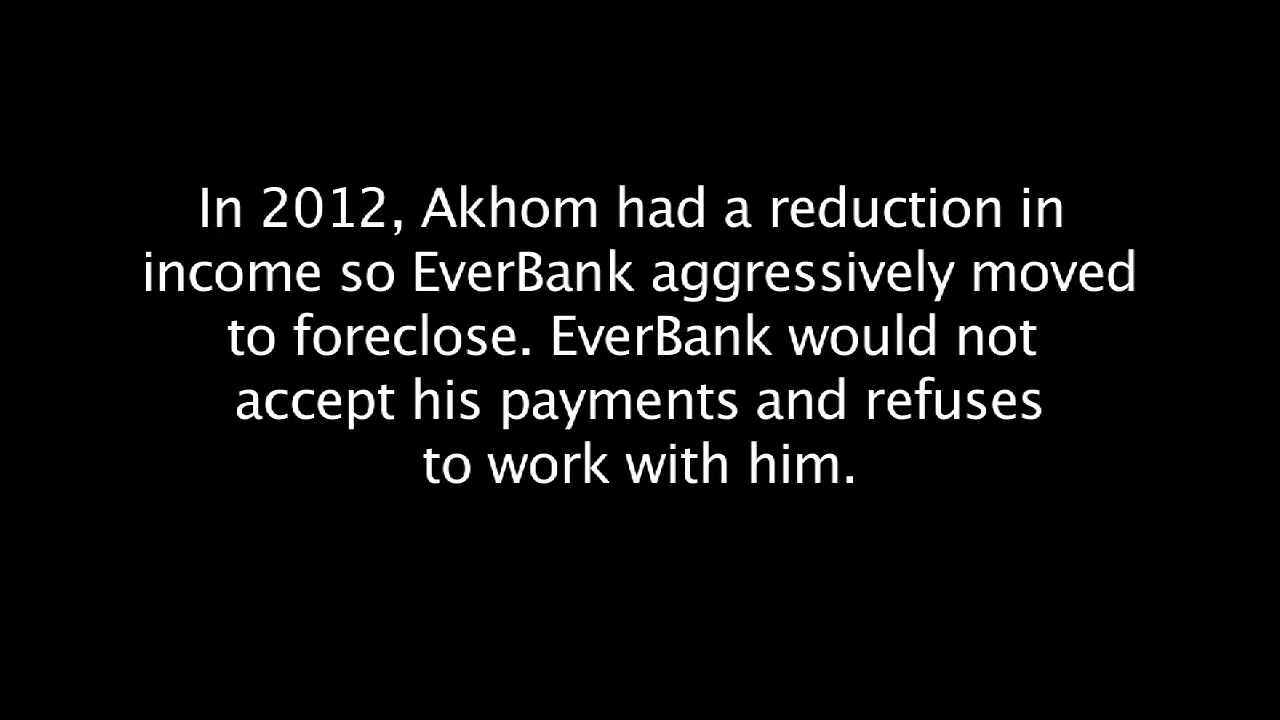 In 2012, Akhom had a reduction in
income so EverBank aggressively moved
to foreclose. EverBank would not
accept his payments and refuses
to work with him.